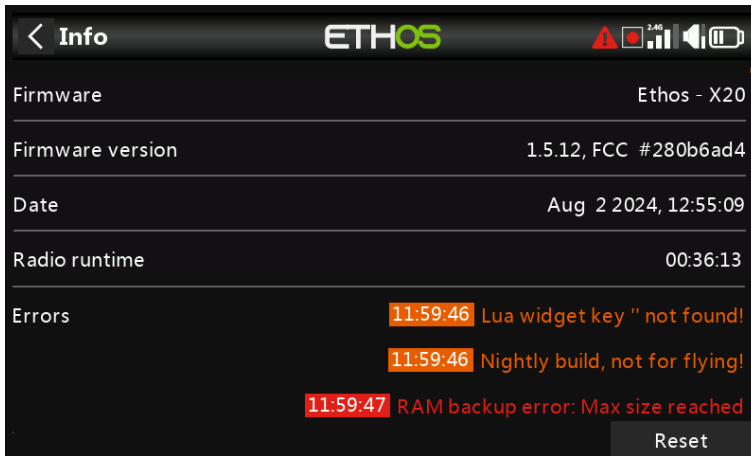 Info
ETHOS
2.4G
Firmware
Ethos - X20
Firmware version
1.5.12, FCC #280b6ad4
Date
Aug 2 2024, 12:55:09
Radio runtime
00:36:13
Errors
11:59:46 Lua widget key '' not found!
11:59:46 Nightly build, not for flying!
11:59:47 RAM backup error: Max size reached
Reset